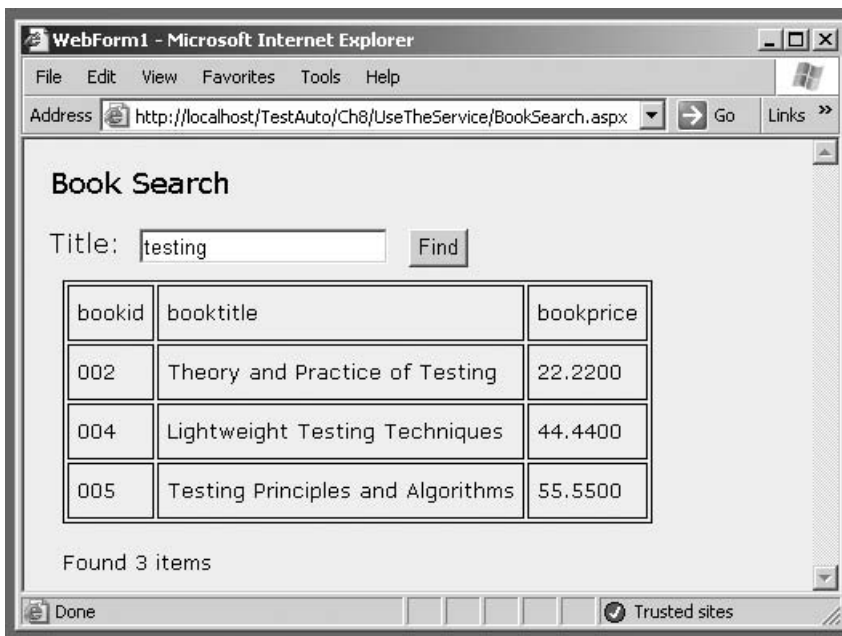 WebForm1 - Microsoft Internet Explorer
File Edit View Favorites Tools Help
Address http://localhost/TestAuto/Ch8/UseTheService/BookSearch.aspx Go Links »
Book Search
Title: testing Find
bookid booktitle bookprice
002 Theory and Practice of Testing 22.2200
004 Lightweight Testing Techniques 44.4400
005 Testing Principles and Algorithms 55.5500
Found 3 items
Done Trusted sites